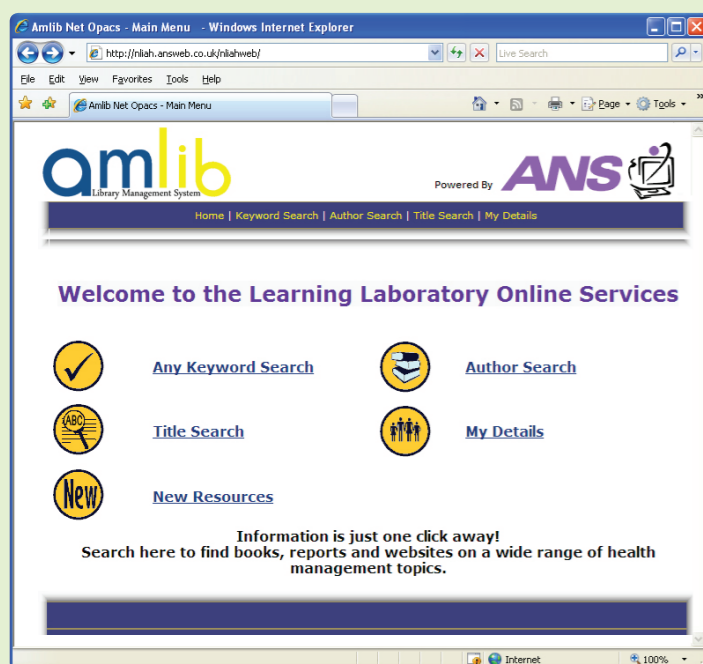 Amlib Net Opacs - Main Menu - Windows Internet Explorer
http://nliah.answeb.co.uk/nliahweb/
Live Search
File Edit View Favorites Tools Help
Amlib Net Opacs - Main Menu
Page Tools »
amlib
Library Management System
Powered By ANS
Home | Keyword Search | Author Search | Title Search | My Details
Welcome to the Learning Laboratory Online Services
Any Keyword Search
Author Search
ABC
Title Search
My Details
New
New Resources
Information is just one click away!
Search here to find books, reports and websites on a wide range of health
management topics.
Internet
100%